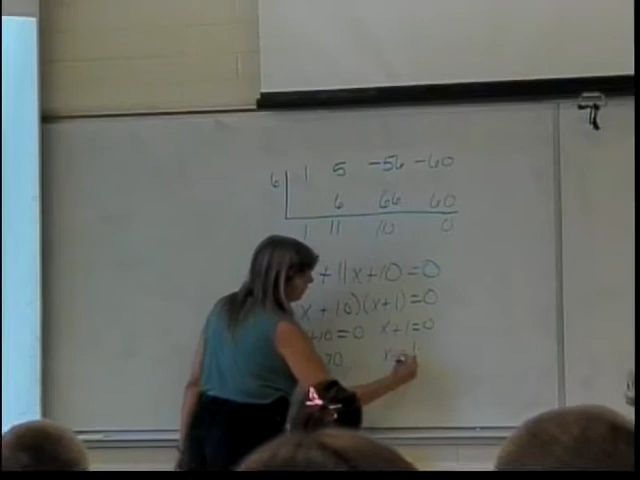 6 1 5 -56 -60
6 66 60
1 11 10 0
+ 11x + 10 = 0
x + 10)(x + 1) = 0
+10 = 0 x + 1 = 0